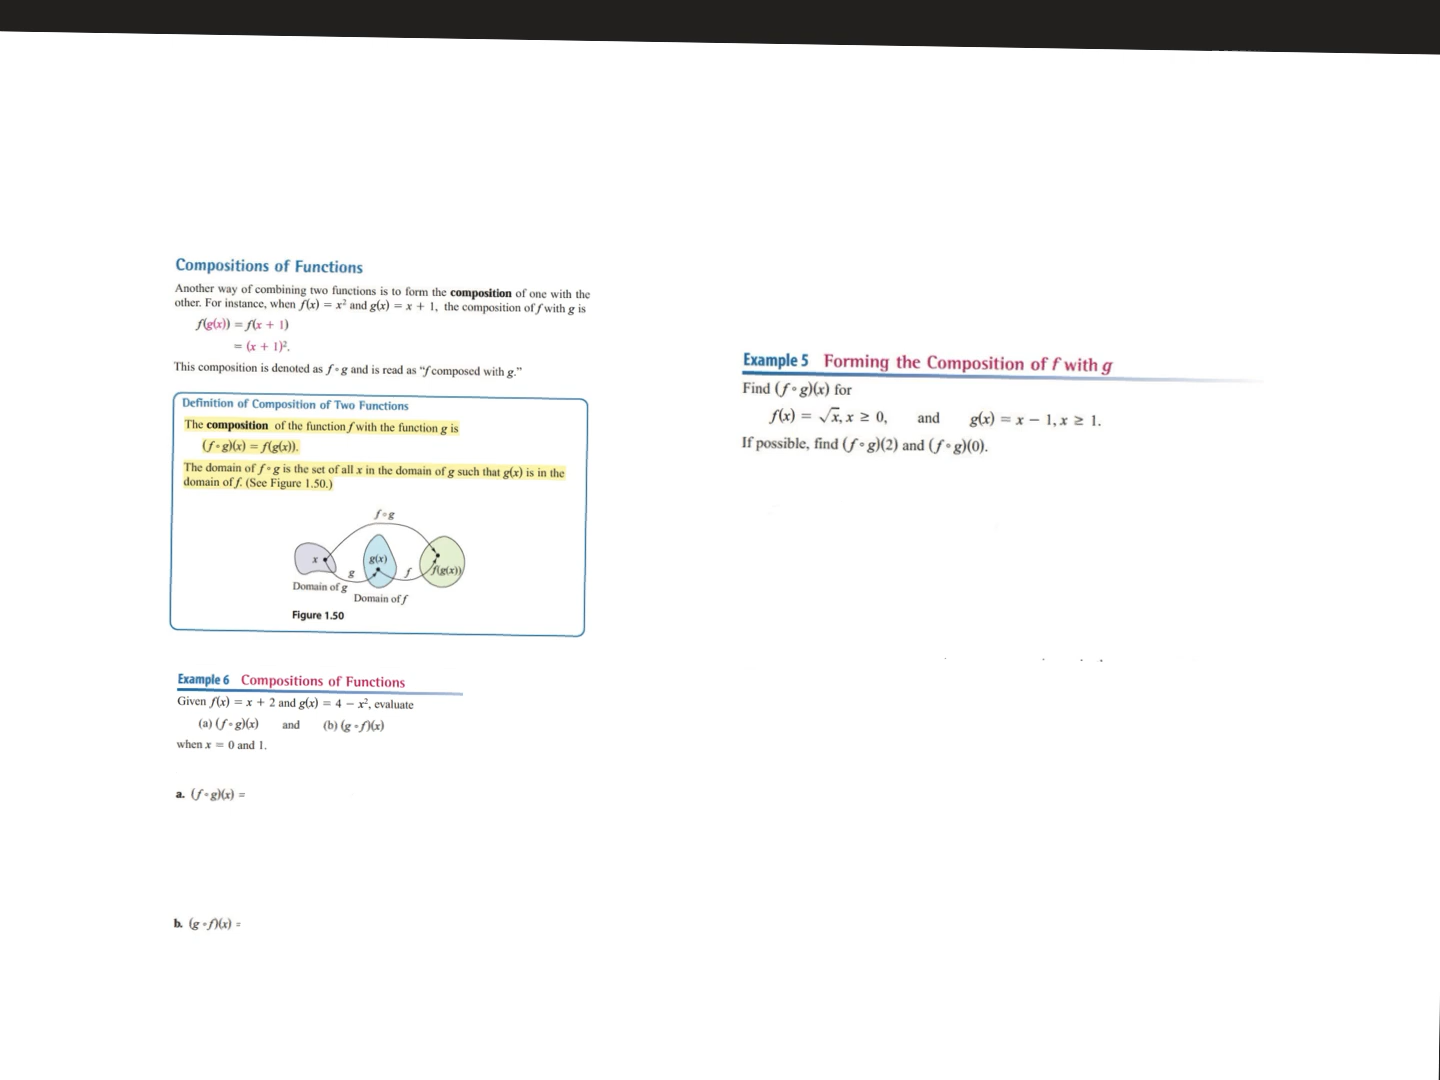 Compositions of Functions
Another way of combining two functions is to form the composition of one with the
other. For instance, when f(x) = x² and g(x) = x + 1, the composition of f with g is
f(g(x)) = f(x + 1)
= (x + 1)².
This composition is denoted as f∘g and is read as “f composed with g.”
Definition of Composition of Two Functions
The composition of the function f with the function g is
(f∘g)(x) = f(g(x)).
The domain of f∘g is the set of all x in the domain of g such that g(x) is in the
domain of f. (See Figure 1.50.)
f∘g
x
g(x)
f(g(x))
g
f
Domain of g
Domain of f
Figure 1.50
Example 6 Compositions of Functions
Given f(x) = x + 2 and g(x) = 4 − x², evaluate
(a) (f∘g)(x) and (b) (g∘f)(x)
when x = 0 and 1.
a. (f∘g)(x) =
b. (g∘f)(x) =
Example 5 Forming the Composition of f with g
Find (f∘g)(x) for
f(x) = √x, x ≥ 0, and g(x) = x − 1, x ≥ 1.
If possible, find (f∘g)(2) and (f∘g)(0).